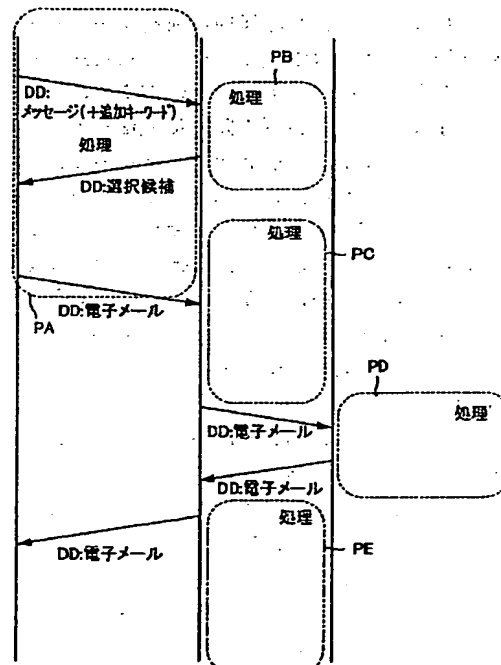 PB
処理
DD:
メッセージ(+追加キーワード)
処理
DD:選択候補
処理
PC
PA
DD:電子メール
PD
処理
DD:電子メール
DD:電子メール
処理
DD:電子メール
PE